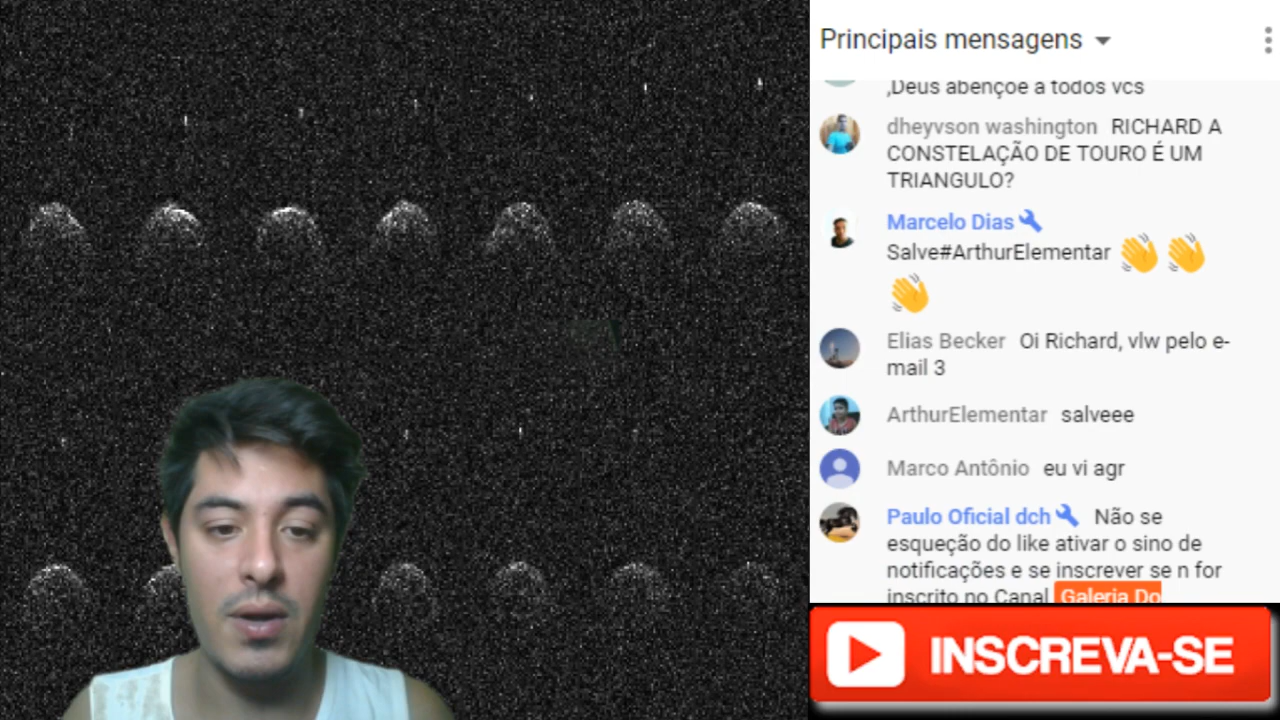 Principais mensagens
,Deus abençoe a todos vcs
dheyvson washington RICHARD A
CONSTELAÇÃO DE TOURO É UM
TRIANGULO?
Marcelo Dias
Salve#ArthurElementar
Elias Becker Oi Richard, vlw pelo e-
mail 3
ArthurElementar salveee
Marco Antônio eu vi agr
Paulo Oficial dch Não se
esqueção do like ativar o sino de
notificações e se inscrever se n for
inscrito no Canal Galeria Do
INSCREVA-SE